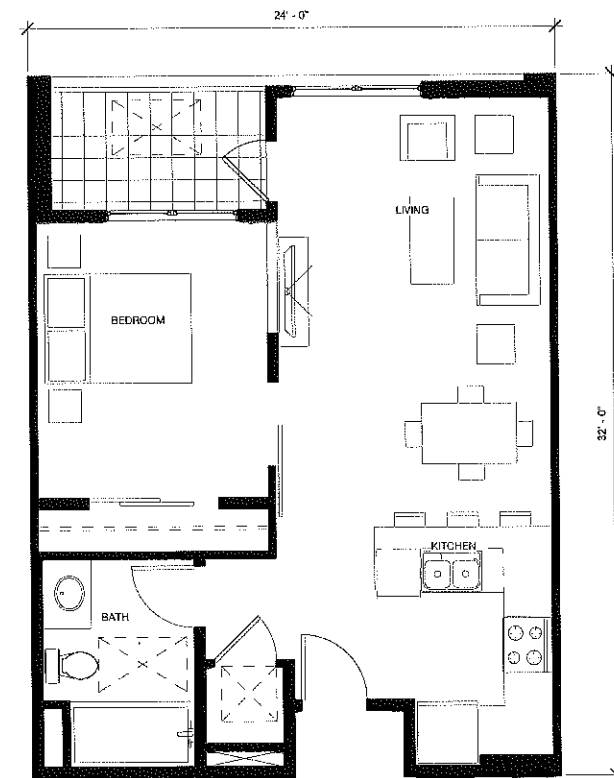 24' - 0"
LIVING
BEDROOM
32' - 0"
KITCHEN
BATH